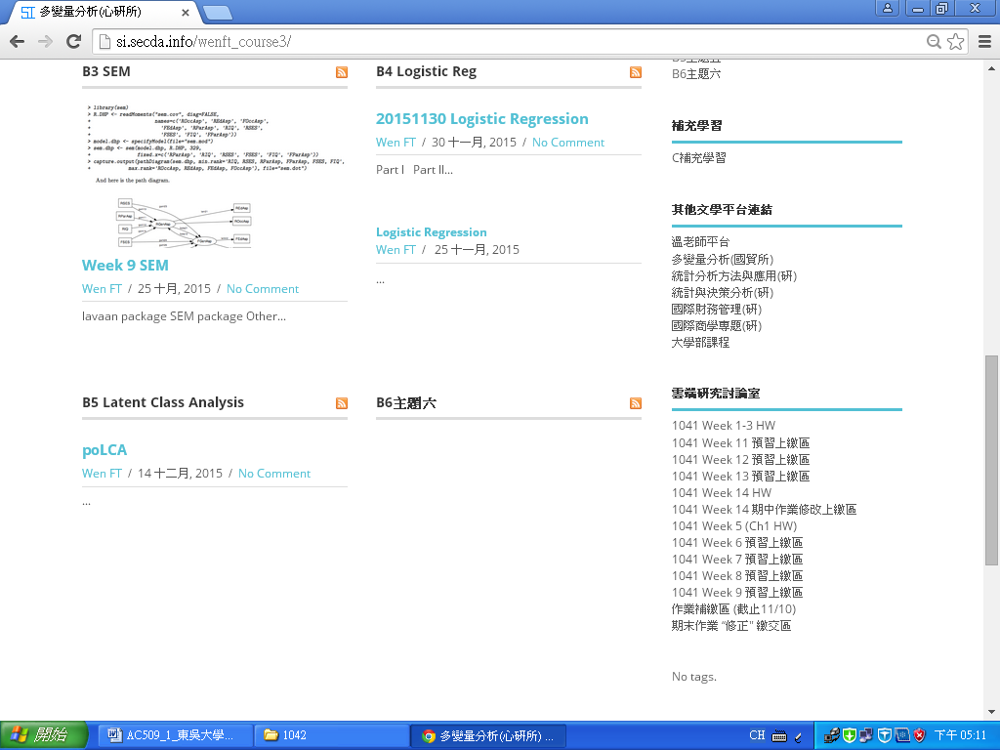 多變量分析(心研所)
si.secda.info/wenft_course3/
B3 SEM
> library(sem)
> R.DHP <- readMoments("sem.cov", diag=FALSE,
+ names=c('ROccAsp', 'REdAsp', 'FOccAsp',
+ 'FEdAsp', 'RParAsp', 'RIQ', 'RSES',
+ 'FSES', 'FIQ', 'FParAsp'))
> model.dhp <- specifyModel(file="sem.mod")
> sem.dhp <- sem(model.dhp, R.DHP, 329,
+ fixed.x=c('RParAsp', 'RIQ', 'RSES', 'FSES', 'FIQ', 'FParAsp'))
> capture.output(pathDiagram(sem.dhp, min.rank='RIQ, RSES, RParAsp, FParAsp, FSES, FIQ',
+ max.rank='ROccAsp, REdAsp, FEdAsp, FOccAsp'), file="sem.dot")
And here is the path diagram.
RSES
RParAsp
RIQ
FSES
REdAsp
ROccAsp
FEdAsp
RGenAsp
FGenAsp
Week 9 SEM
Wen FT / 25 十月, 2015 / No Comment
lavaan package SEM package Other...
B4 Logistic Reg
20151130 Logistic Regression
Wen FT / 30 十一月, 2015 / No Comment
Part I Part II...
Logistic Regression
Wen FT / 25 十一月, 2015
...
B5 Latent Class Analysis
poLCA
Wen FT / 14 十二月, 2015 / No Comment
...
B6主題六
B5主題五
B6主題六
補充學習
C補充學習
其他文學平台連結
溫老師平台
多變量分析(國貿所)
統計分析方法與應用(研)
統計與決策分析(研)
國際財務管理(研)
國際商學專題(研)
大學部課程
雲端研究討論室
1041 Week 1-3 HW
1041 Week 11 預習上繳區
1041 Week 12 預習上繳區
1041 Week 13 預習上繳區
1041 Week 14 HW
1041 Week 14 期中作業修改上繳區
1041 Week 5 (Ch1 HW)
1041 Week 6 預習上繳區
1041 Week 7 預習上繳區
1041 Week 8 預習上繳區
1041 Week 9 預習上繳區
作業補繳區 (截止11/10)
期末作業 “修正” 繳交區
No tags.
開始
AC509_1_東吳大學...
1042
多變量分析(心研所) ...
CH
下午 05:11